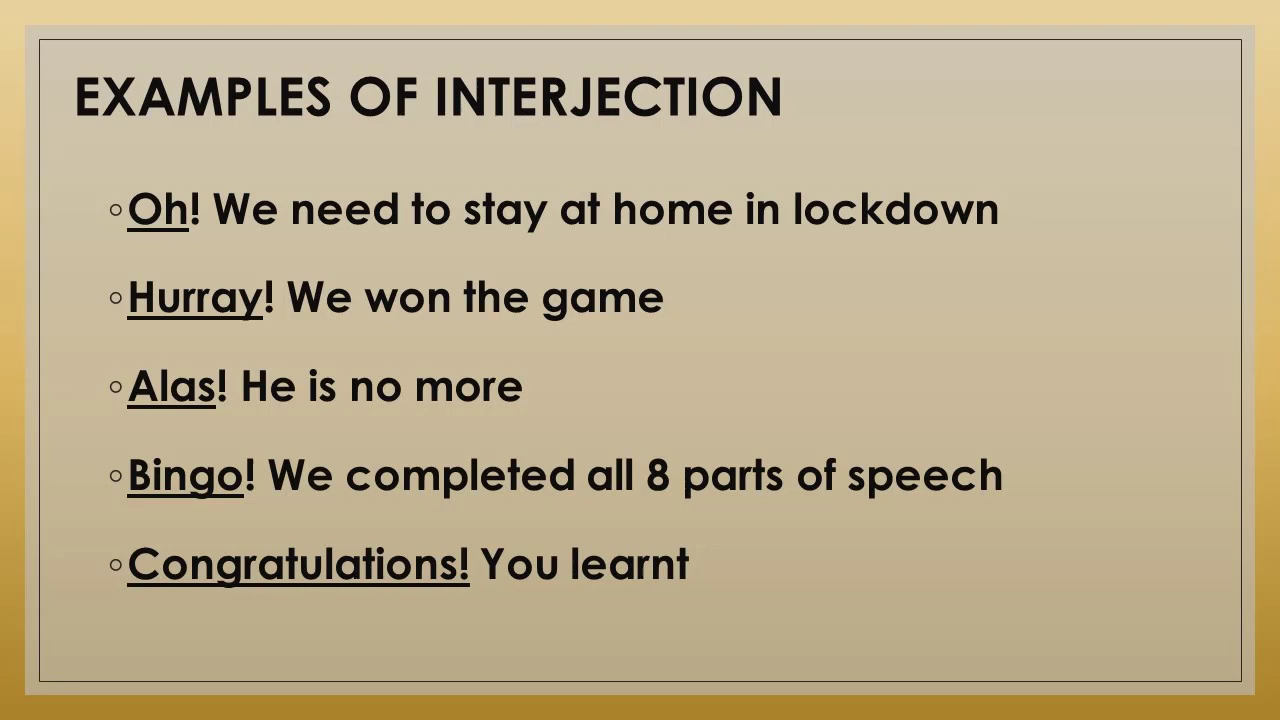 EXAMPLES OF INTERJECTION
◦Oh! We need to stay at home in lockdown
◦Hurray! We won the game
◦Alas! He is no more
◦Bingo! We completed all 8 parts of speech
◦Congratulations! You learnt